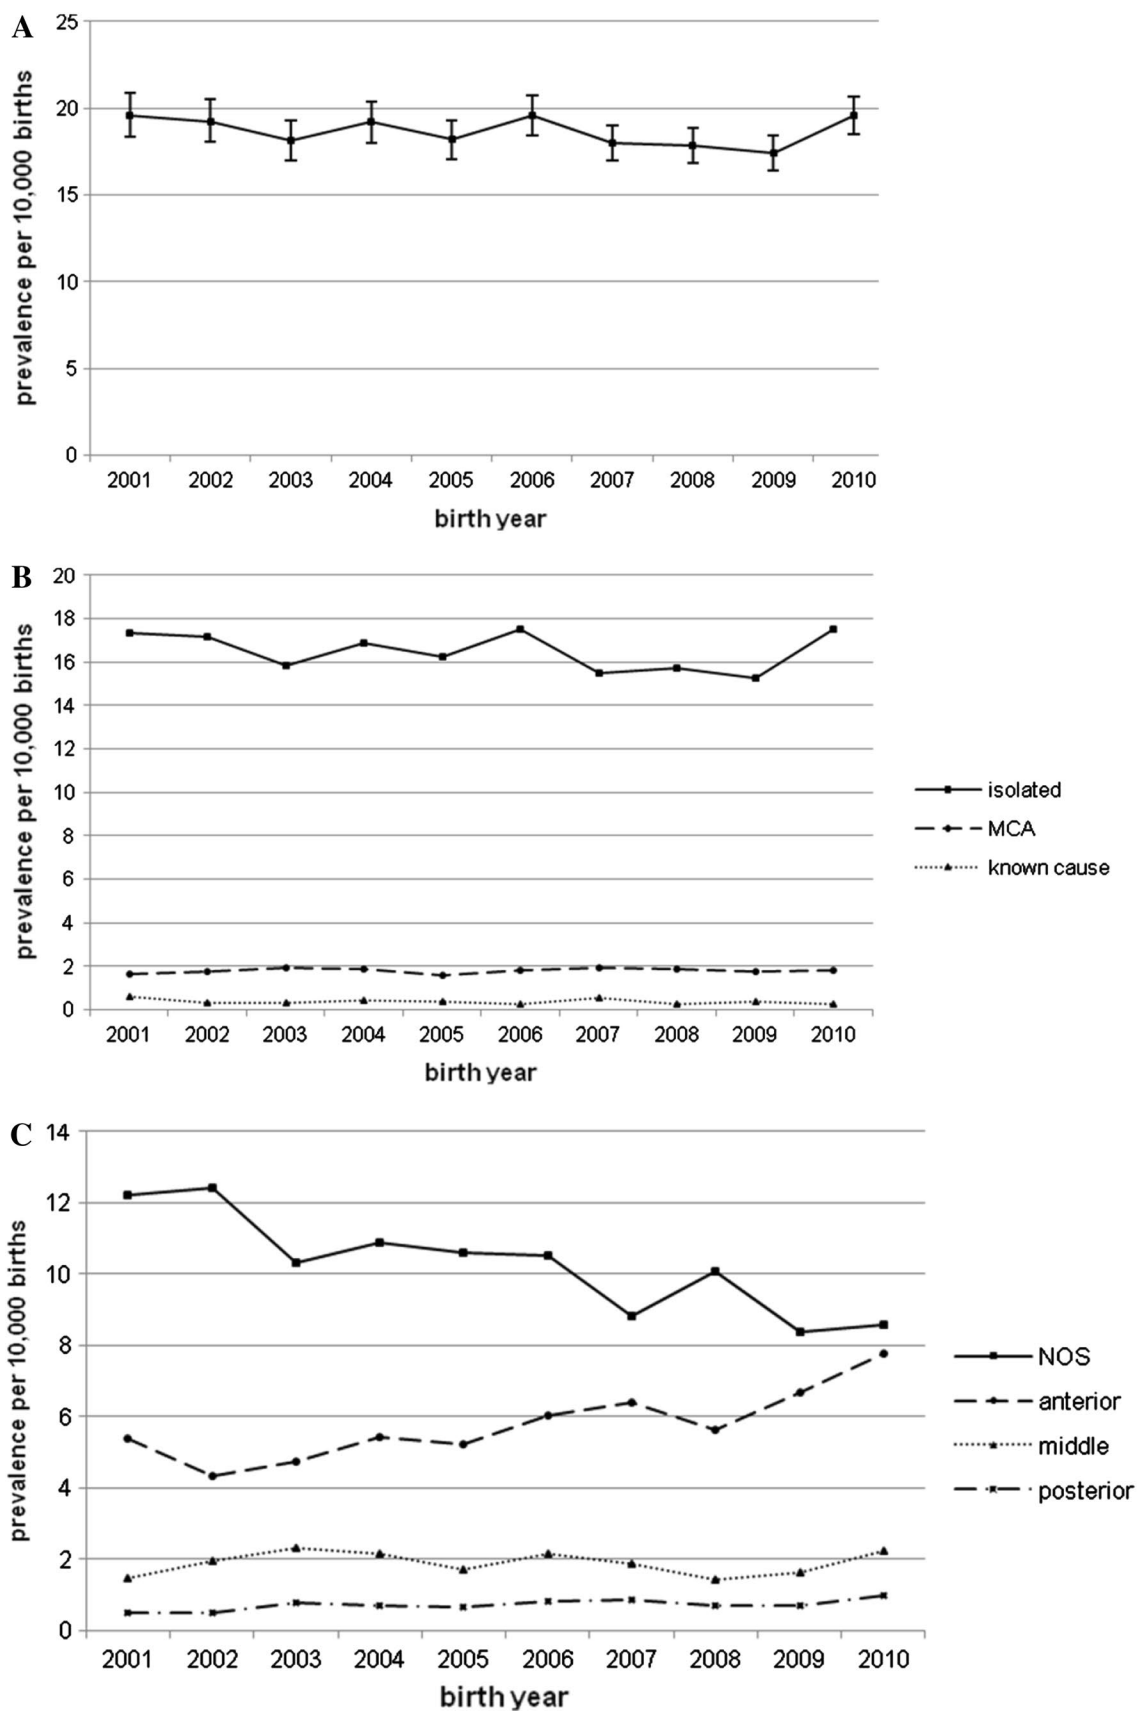 A
25
20
15
10
5
0
prevalence per 10,000 births
2001 2002 2003 2004 2005 2006 2007 2008 2009 2010
birth year
B
20
18
16
14
12
10
8
6
4
2
0
prevalence per 10,000 births
2001 2002 2003 2004 2005 2006 2007 2008 2009 2010
birth year
isolated
MCA
known cause
C
14
12
10
8
6
4
2
0
prevalence per 10,000 births
2001 2002 2003 2004 2005 2006 2007 2008 2009 2010
birth year
NOS
anterior
middle
posterior